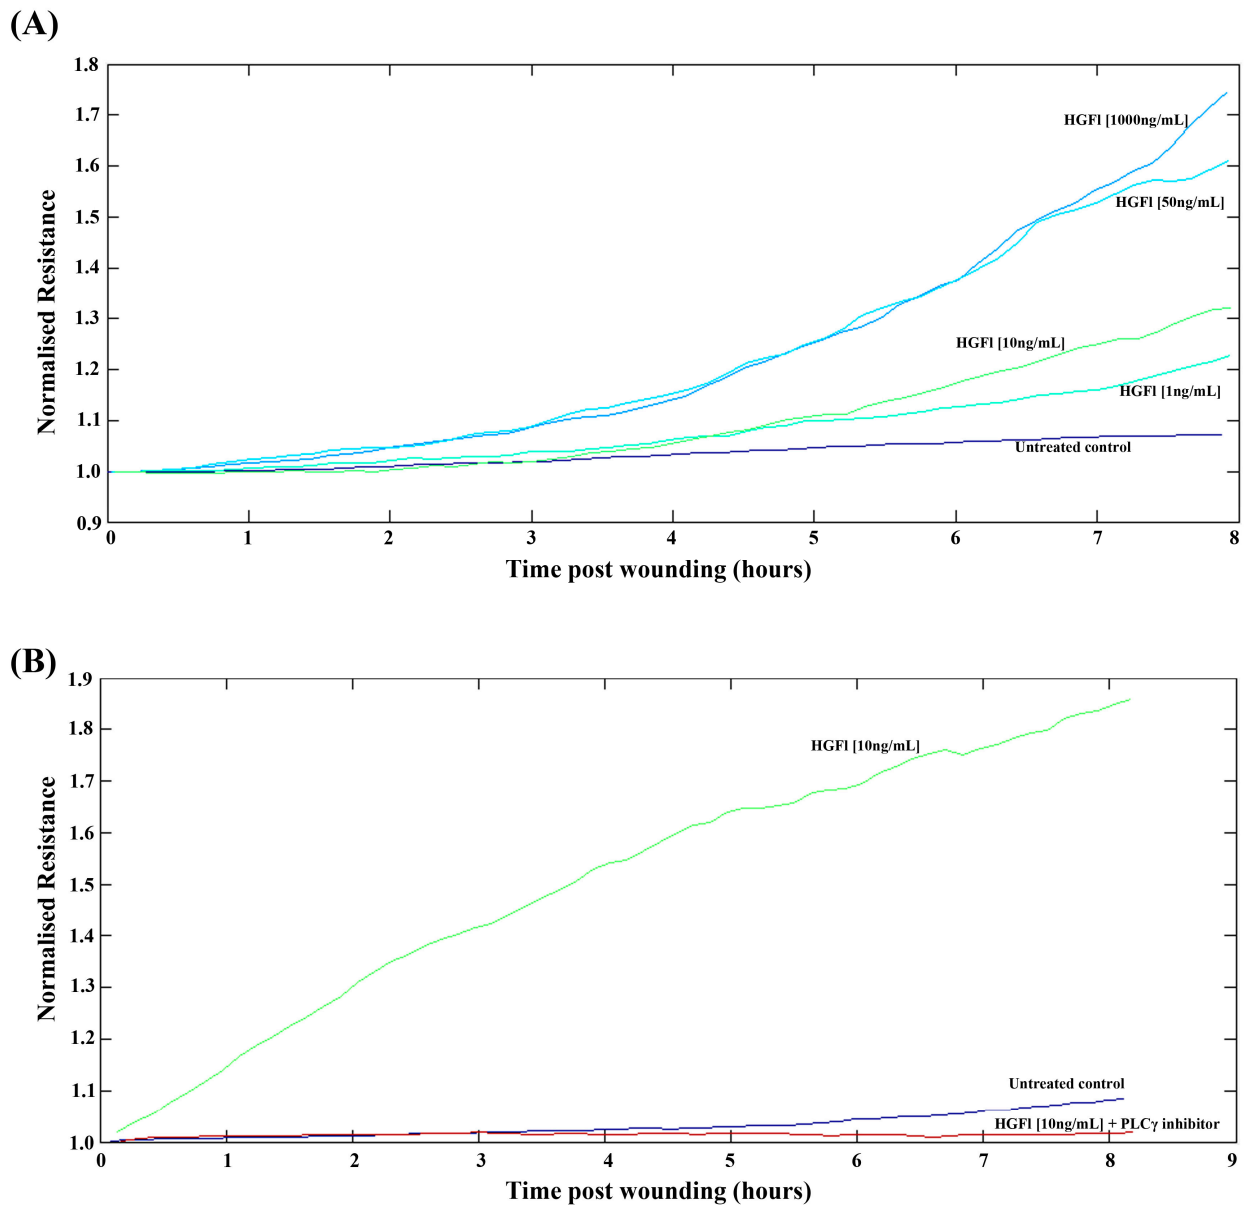 (A)
1.8
1.7
1.6
1.5
1.4
1.3
1.2
1.1
1.0
0.9
Normalised Resistance
HGFl [1000ng/mL]
HGFl [50ng/mL]
HGFl [10ng/mL]
HGFl [1ng/mL]
Untreated control
0 1 2 3 4 5 6 7 8
Time post wounding (hours)
(B)
1.9
1.8
1.7
1.6
1.5
1.4
1.3
1.2
1.1
1.0
Normalised Resistance
HGFl [10ng/mL]
Untreated control
HGFl [10ng/mL] + PLCγ inhibitor
0 1 2 3 4 5 6 7 8 9
Time post wounding (hours)